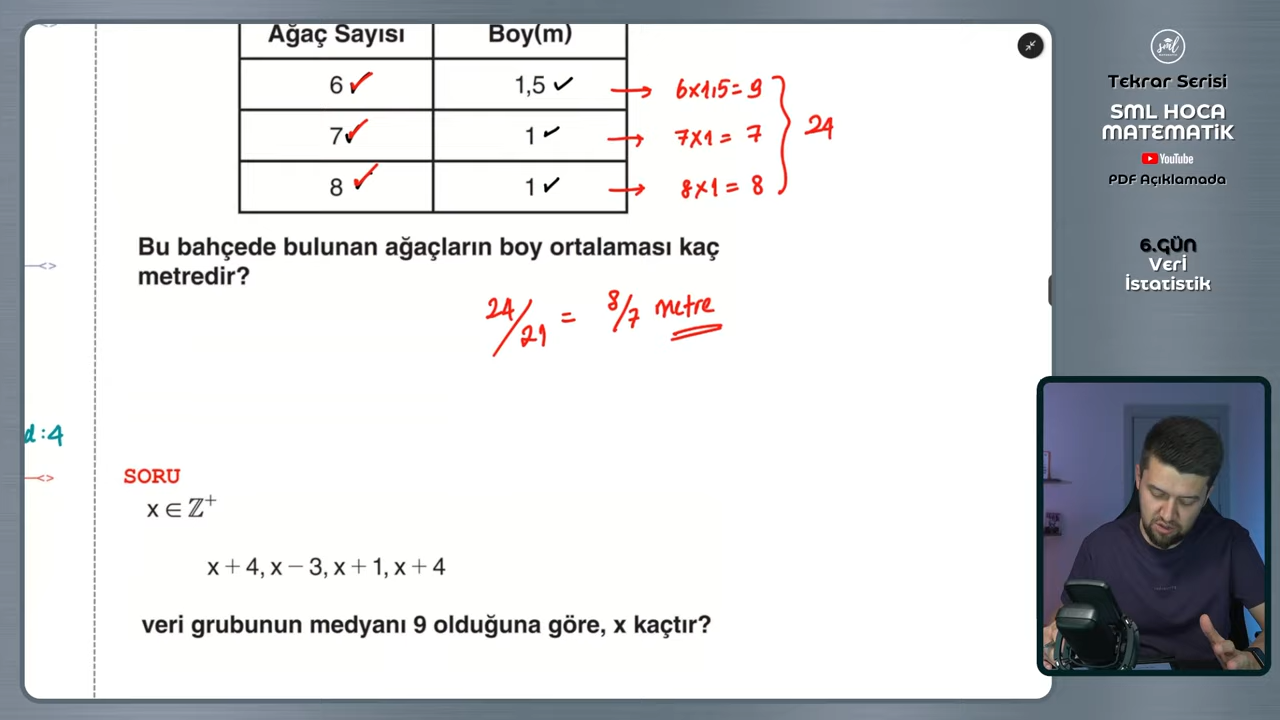 Ağaç Sayısı Boy(m)
6 1,5 → 6x1,5 = 9
7 1 → 7x1 = 7
8 1 → 8x1 = 8
24
Bu bahçede bulunan ağaçların boy ortalaması kaç
metredir?
24/21 = 8/7 metre
d:4
SORU
x ∈ ℤ⁺
x + 4, x − 3, x + 1, x + 4
veri grubunun medyanı 9 olduğuna göre, x kaçtır?
sml
Tekrar Serisi
SML HOCA
MATEMATİK
YouTube
PDF Açıklamada
6.GÜN
Veri
İstatistik